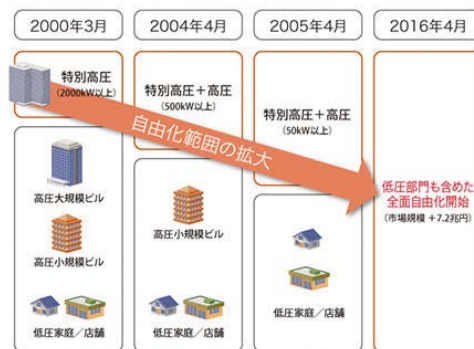 2000年3月
2004年4月
2005年4月
2016年4月
特別高圧
(2000kW以上)
高圧大規模ビル
高圧小規模ビル
低圧家庭／店舗
特別高圧＋高圧
(500kW以上)
高圧小規模ビル
低圧家庭／店舗
特別高圧＋高圧
(50kW以上)
低圧家庭／店舗
自由化範囲の拡大
低圧部門も含めた
全面自由化開始
(市場規模 +7.2兆円)